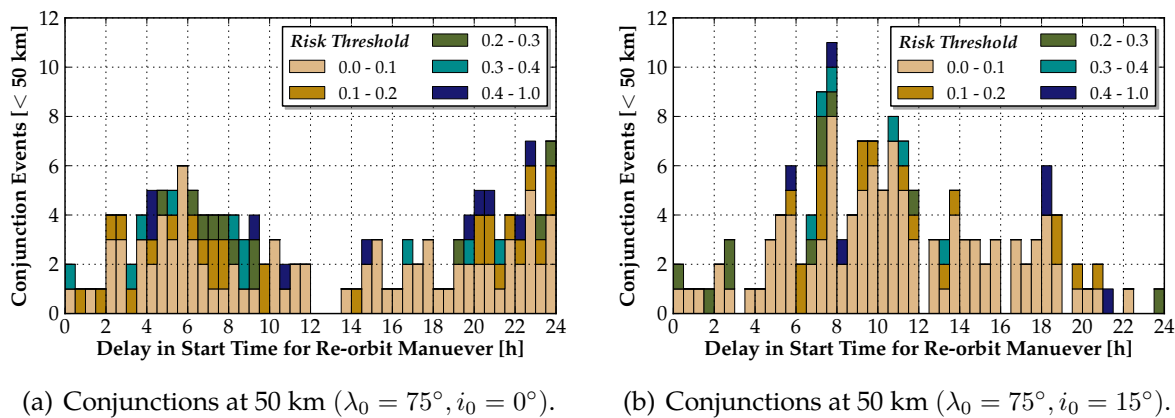 12
10
8
6
4
2
0
Conjunction Events [< 50 km]
Risk Threshold
0.0 - 0.1
0.1 - 0.2
0.2 - 0.3
0.3 - 0.4
0.4 - 1.0
0 2 4 6 8 10 12 14 16 18 20 22 24
Delay in Start Time for Re-orbit Manuever [h]
(a) Conjunctions at 50 km (λ0 = 75°, i0 = 0°).
12
10
8
6
4
2
0
Conjunction Events [< 50 km]
Risk Threshold
0.0 - 0.1
0.1 - 0.2
0.2 - 0.3
0.3 - 0.4
0.4 - 1.0
0 2 4 6 8 10 12 14 16 18 20 22 24
Delay in Start Time for Re-orbit Manuever [h]
(b) Conjunctions at 50 km (λ0 = 75°, i0 = 15°)